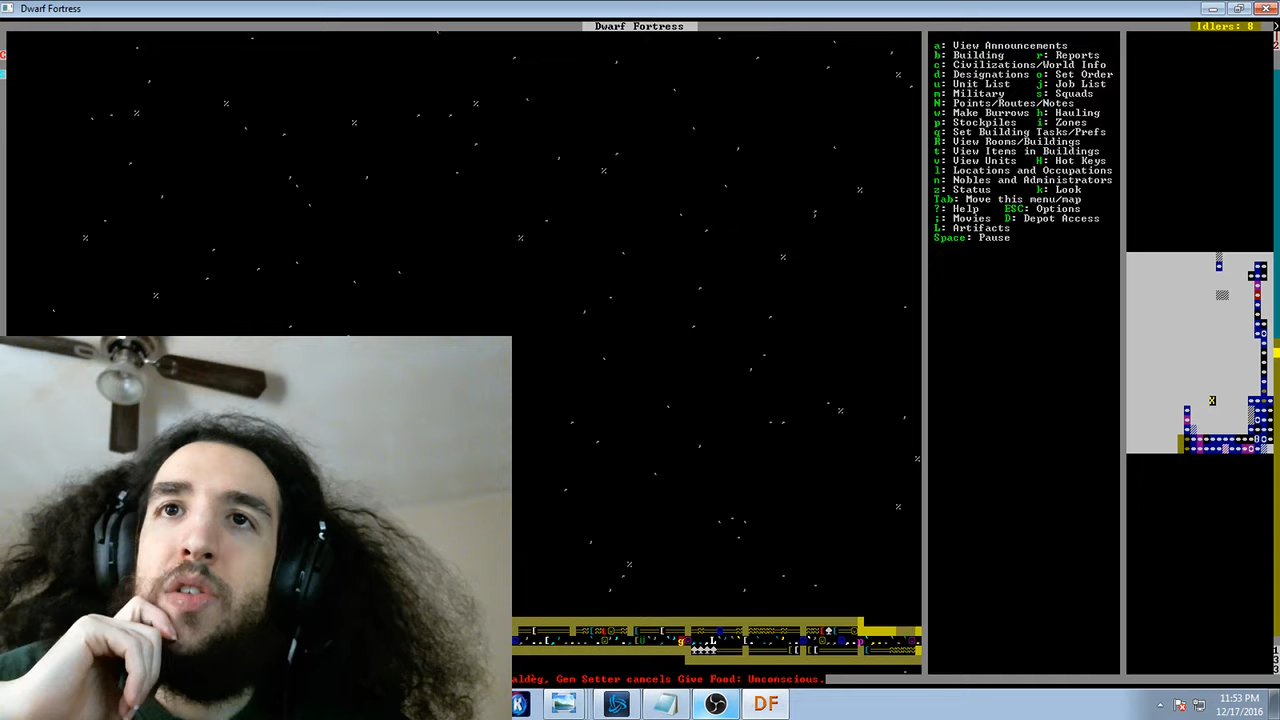 Dwarf Fortress
Dwarf Fortress
Idlers: 8
a: View Announcements
b: Building r: Reports
c: Civilizations/World Info
d: Designations o: Set Order
u: Unit List j: Job List
m: Military s: Squads
N: Points/Routes/Notes
w: Make Burrows h: Hauling
p: Stockpiles i: Zones
q: Set Building Tasks/Prefs
R: View Rooms/Buildings
t: View Items in Buildings
v: View Units H: Hot Keys
l: Locations and Occupations
n: Nobles and Administrators
z: Status k: Look
Tab: Move this menu/map
?: Help ESC: Options
;: Movies D: Depot Access
L: Artifacts
Space: Pause
X
aldèg, Gem Setter cancels Give Food: Unconscious.
K
DF
11:53 PM
12/17/2016